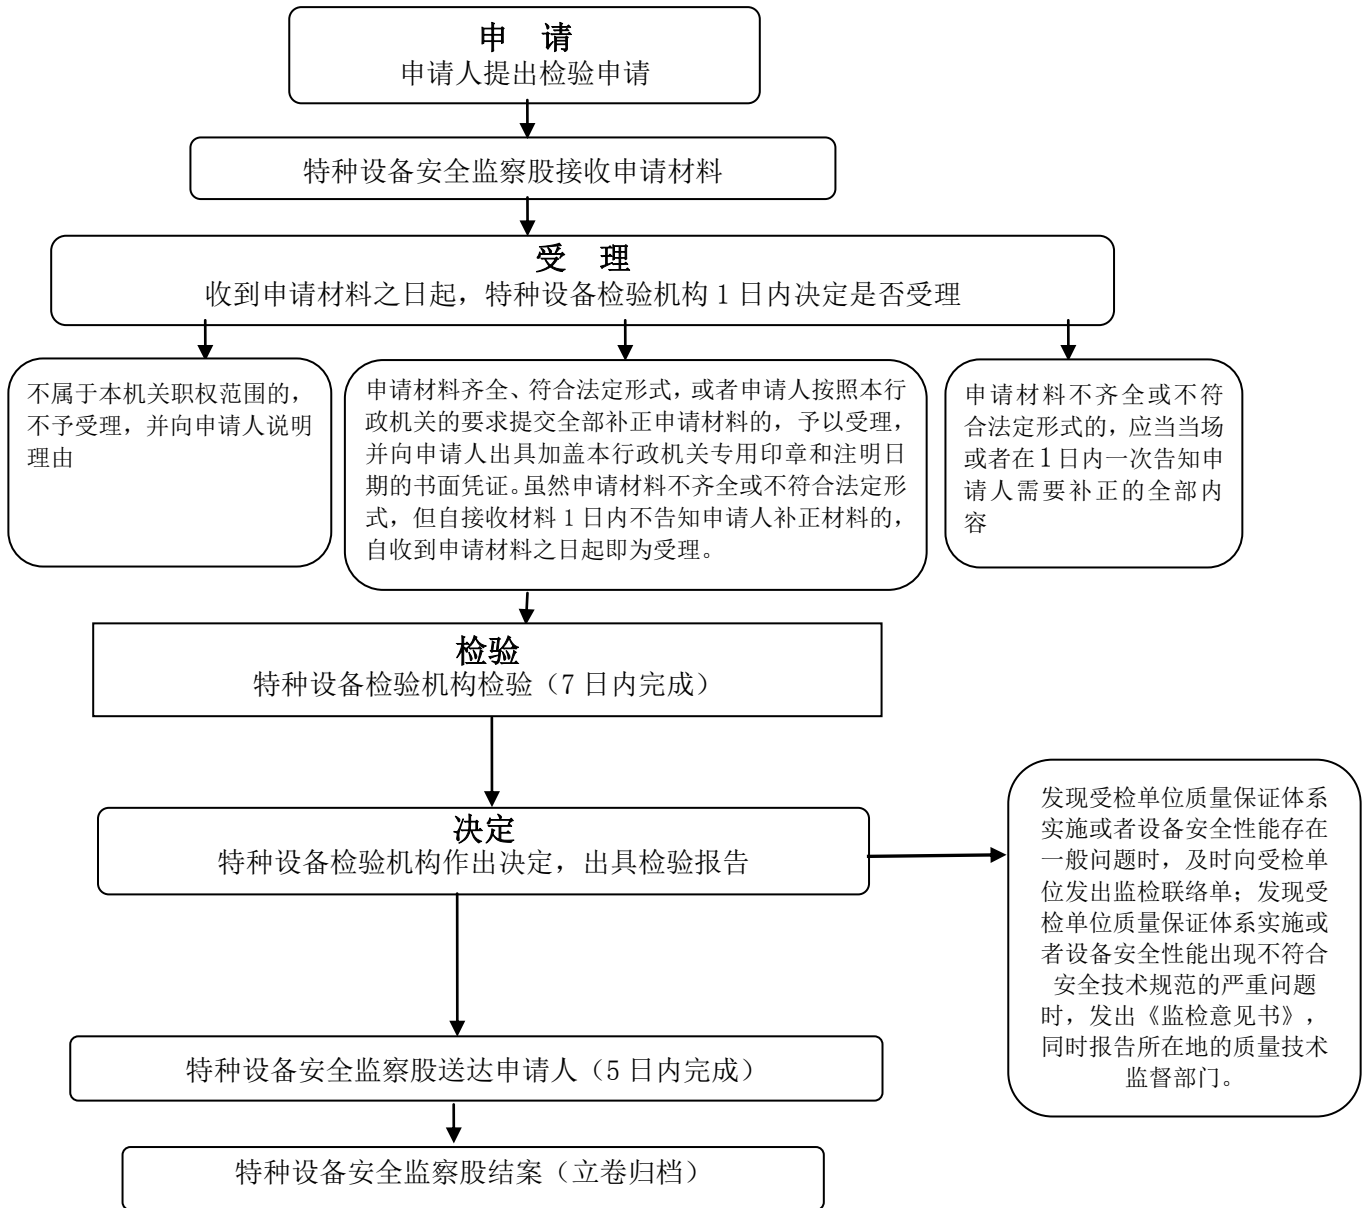 申　请
申请人提出检验申请
特种设备安全监察股接收申请材料
受　理
收到申请材料之日起，特种设备检验机构 1 日内决定是否受理
不属于本机关职权范围的，
不予受理，并向申请人说明
理由
申请材料齐全、符合法定形式，或者申请人按照本行
政机关的要求提交全部补正申请材料的，予以受理，
并向申请人出具加盖本行政机关专用印章和注明日
期的书面凭证。虽然申请材料不齐全或不符合法定形
式，但自接收材料 1 日内不告知申请人补正材料的，
自收到申请材料之日起即为受理。
申请材料不齐全或不符
合法定形式的，应当当场
或者在 1 日内一次告知申
请人需要补正的全部内
容
检验
特种设备检验机构检验（7 日内完成）
决定
特种设备检验机构作出决定，出具检验报告
发现受检单位质量保证体系
实施或者设备安全性能存在
一般问题时，及时向受检单
位发出监检联络单；发现受
检单位质量保证体系实施或
者设备安全性能出现不符合
安全技术规范的严重问题
时，发出《监检意见书》，
同时报告所在地的质量技术
监督部门。
特种设备安全监察股送达申请人（5 日内完成）
特种设备安全监察股结案（立卷归档）